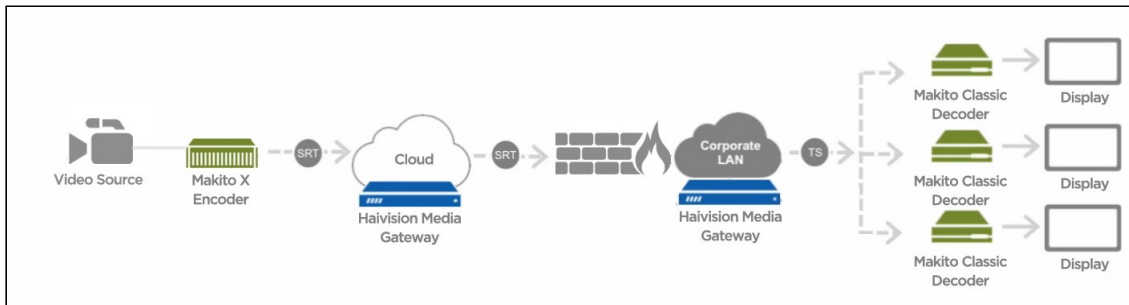 Video Source
Makito X
Encoder
SRT
Cloud
Haivision Media
Gateway
SRT
Corporate
LAN
Haivision Media
Gateway
TS
Makito Classic
Decoder
Display
Makito Classic
Decoder
Display
Makito Classic
Decoder
Display